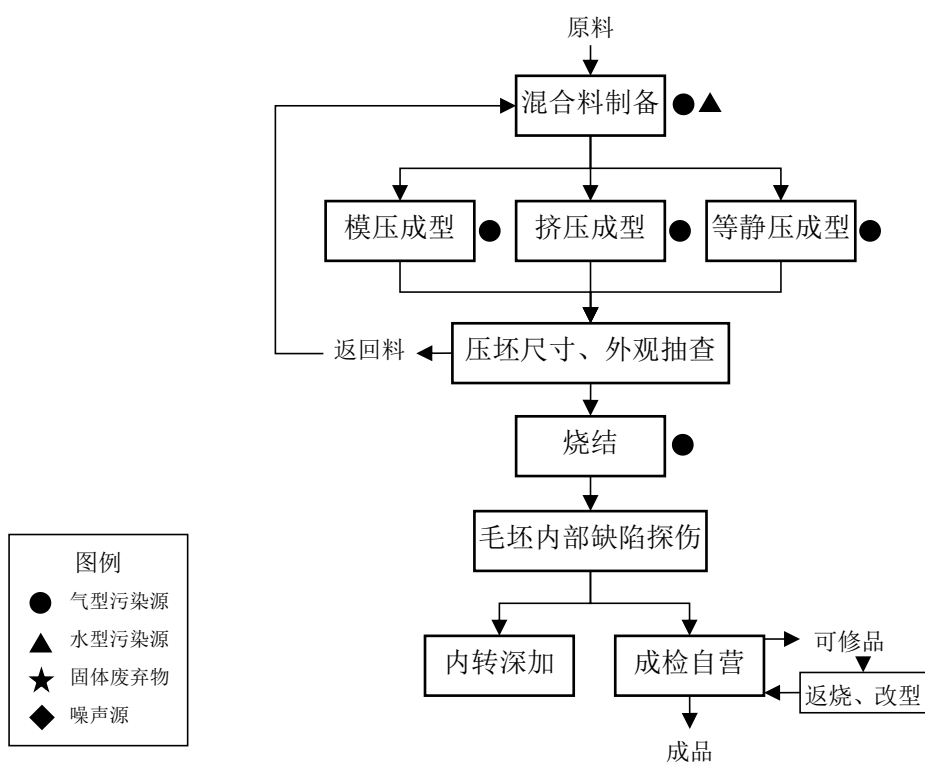 原料
混合料制备
模压成型
挤压成型
等静压成型
返回料
压坯尺寸、外观抽查
烧结
毛坯内部缺陷探伤
图例
气型污染源
水型污染源
固体废弃物
噪声源
内转深加
成检自营
可修品
返烧、改型
成品